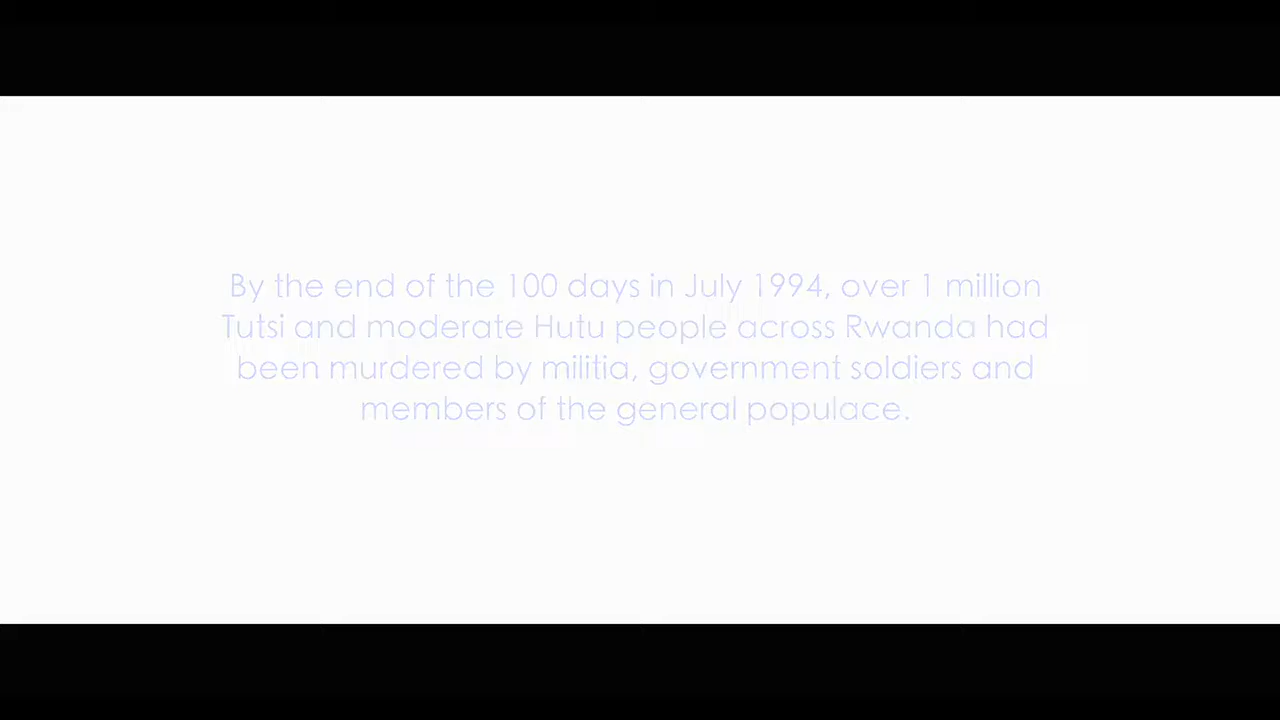 By the end of the 100 days in July 1994, over 1 million
Tutsi and moderate Hutu people across Rwanda had
been murdered by militia, government soldiers and
members of the general populace.